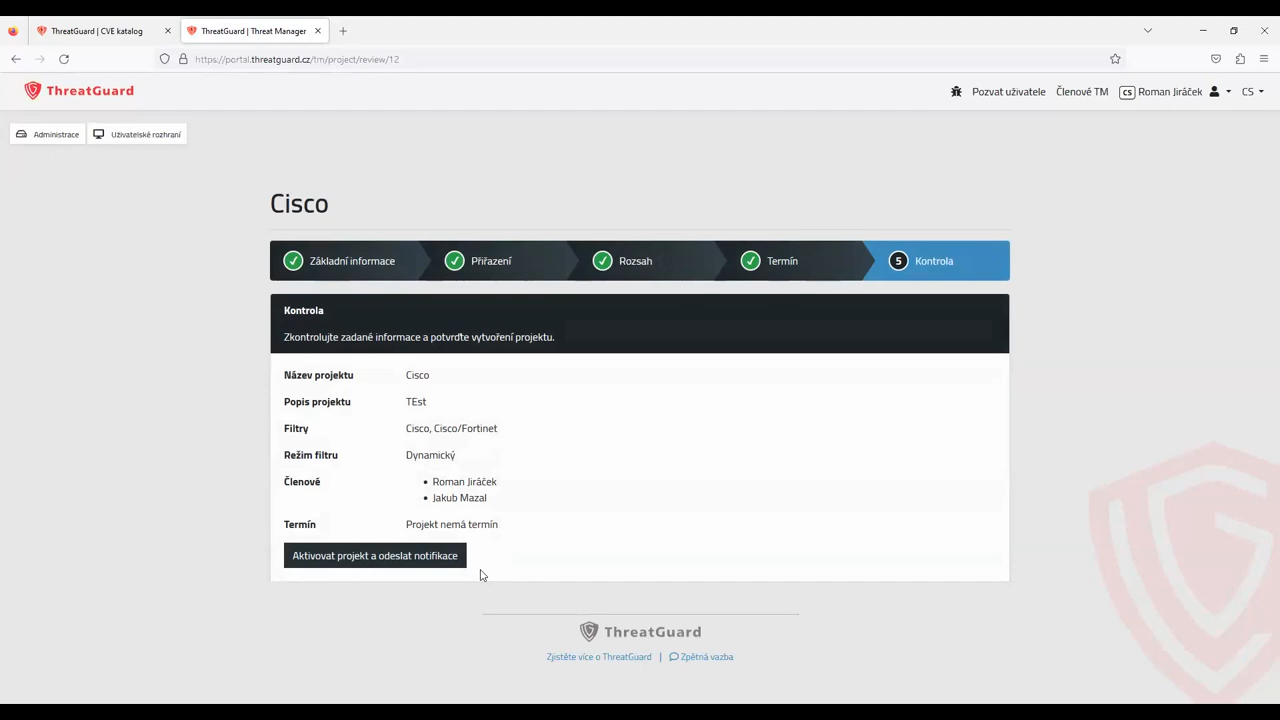 ThreatGuard | CVE katalog
ThreatGuard | Threat Manager
https://portal.threatguard.cz/tm/project/review/12
ThreatGuard
Pozvat uživatele
Členové TM
CS Roman Jiráček
CS
Administrace
Uživatelské rozhraní
Cisco
Základní informace
Přiřazení
Rozsah
Termín
5 Kontrola
Kontrola
Zkontrolujte zadané informace a potvrďte vytvoření projektu.
Název projektu Cisco
Popis projektu TEst
Filtry Cisco, Cisco/Fortinet
Režim filtru Dynamický
Členové • Roman Jiráček
• Jakub Mazal
Termín Projekt nemá termín
Aktivovat projekt a odeslat notifikace
ThreatGuard
Zjistěte více o ThreatGuard | Zpětná vazba